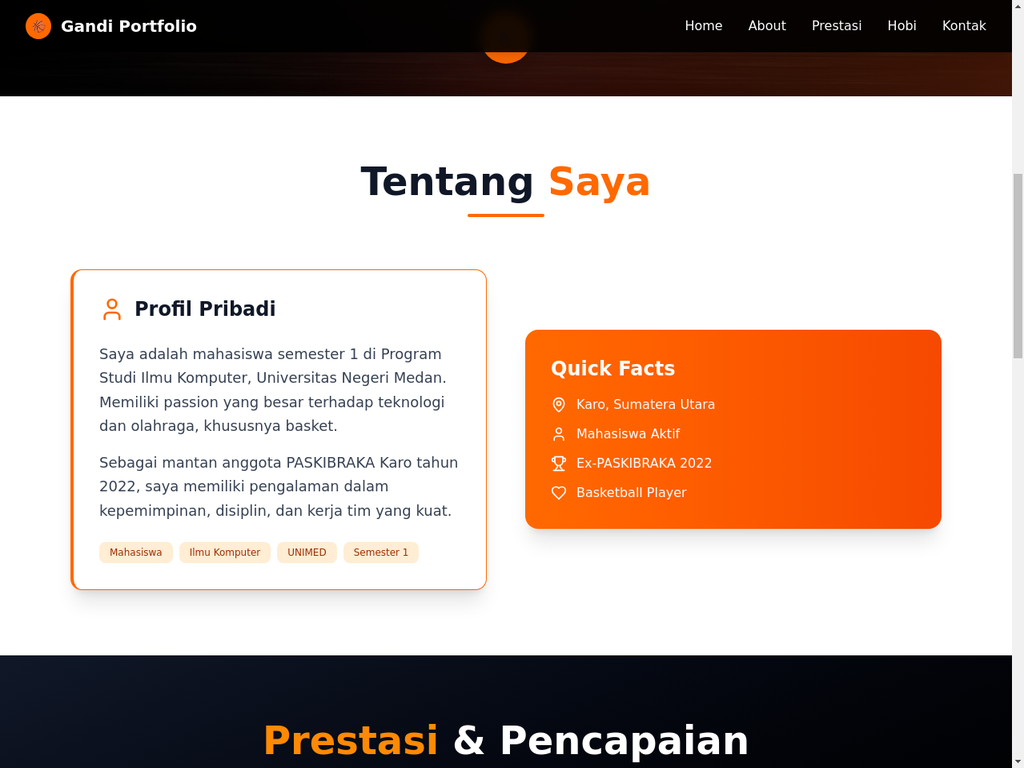 Gandi Portfolio
Home About Prestasi Hobi Kontak
Tentang Saya
Profil Pribadi
Saya adalah mahasiswa semester 1 di Program
Studi Ilmu Komputer, Universitas Negeri Medan.
Memiliki passion yang besar terhadap teknologi
dan olahraga, khususnya basket.
Sebagai mantan anggota PASKIBRAKA Karo tahun
2022, saya memiliki pengalaman dalam
kepemimpinan, disiplin, dan kerja tim yang kuat.
Mahasiswa Ilmu Komputer UNIMED Semester 1
Quick Facts
Karo, Sumatera Utara
Mahasiswa Aktif
Ex-PASKIBRAKA 2022
Basketball Player
Prestasi & Pencapaian